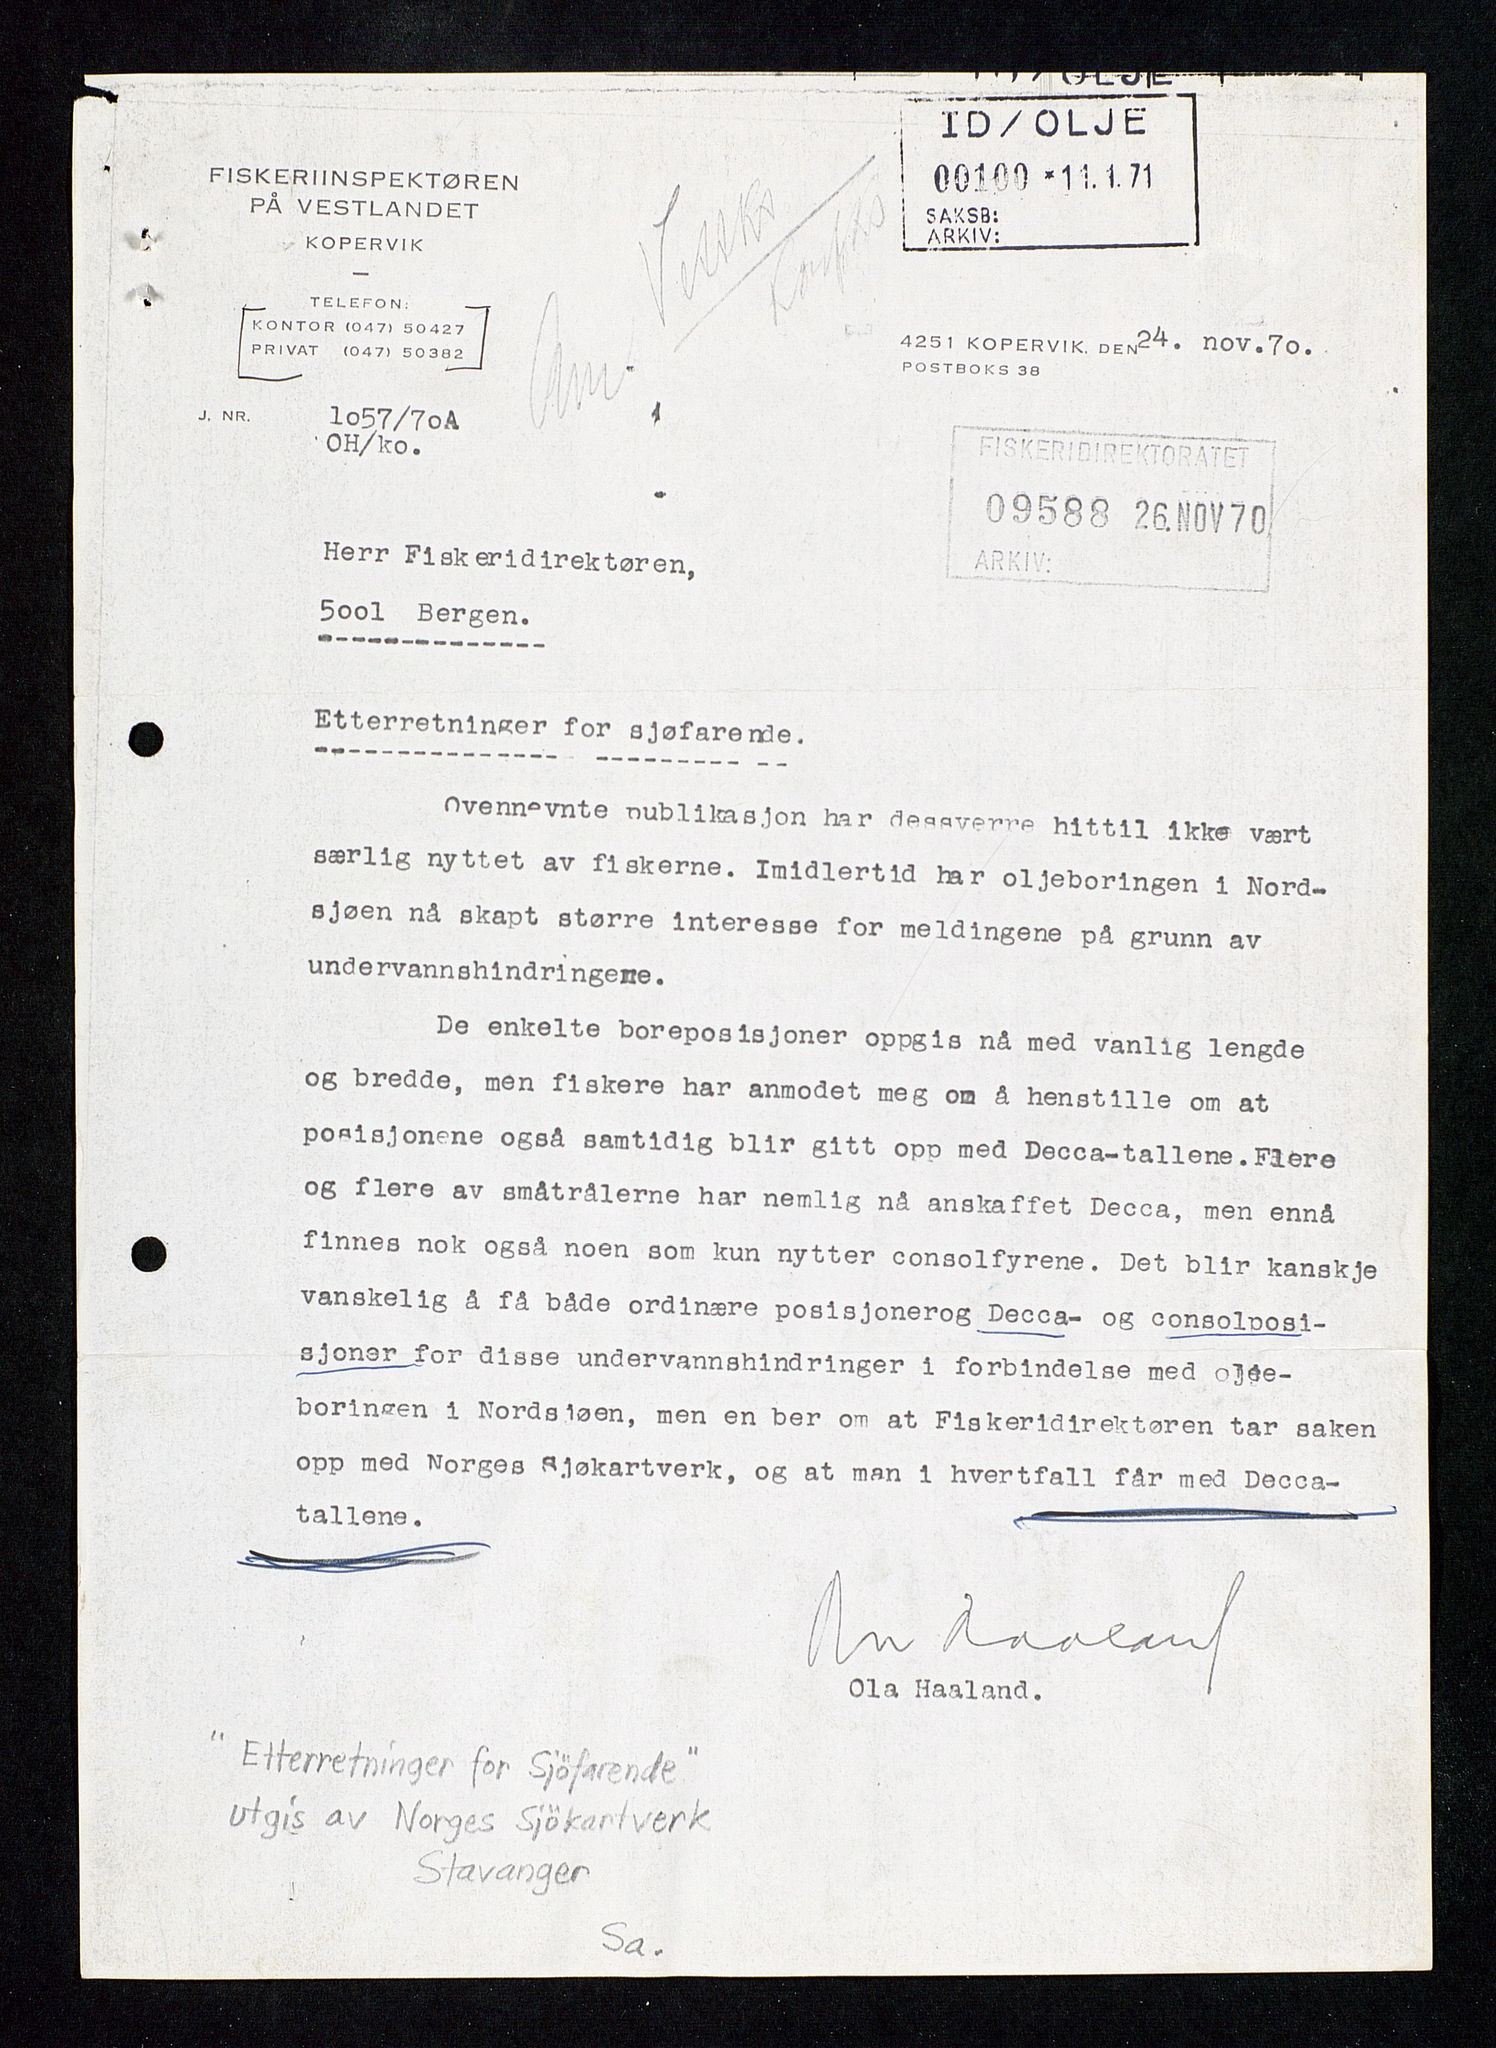 ID/OLJE
00100 * 11.1.71
SAKSB:
ARKIV:
FISKERIINSPEKTØREN
PÅ VESTLANDET
KOPERVIK
TELEFON:
KONTOR (047) 50427
PRIVAT (047) 50382
4251 KOPERVIK, DEN 24. nov.7o.
POSTBOKS 38
J. NR. 1o57/7oA
OH/ko.
FISKERIDIREKTORATET
09588 26.NOV 70
ARKIV:
Herr Fiskeridirektøren,
5oo1 Bergen.
Etterretninger for sjøfarende.
Ovennevnte publikasjon har dessverre hittil ikke vært
særlig nyttet av fiskerne. Imidlertid har oljeboringen i Nord-
sjøen nå skapt større interesse for meldingene på grunn av
undervannshindringene.
De enkelte boreposisjoner oppgis nå med vanlig lengde
og bredde, men fiskere har anmodet meg om å henstille om at
posisjonene også samtidig blir gitt opp med Decca-tallene.Flere
og flere av småtrålerne har nemlig nå anskaffet Decca, men ennå
finnes nok også noen som kun nytter consolfyrene. Det blir kanskje
vanskelig å få både ordinære posisjonerog Decca- og consolposi-
sjoner for disse undervannshindringer i forbindelse med olje-
boringen i Nordsjøen, men en ber om at Fiskeridirektøren tar saken
opp med Norges Sjøkartverk, og at man i hvertfall får med Decca-
tallene.
Ola Haaland.
"Etterretninger for Sjöfarende"
utgis av Norges Sjökartverk
Stavanger
Sa.